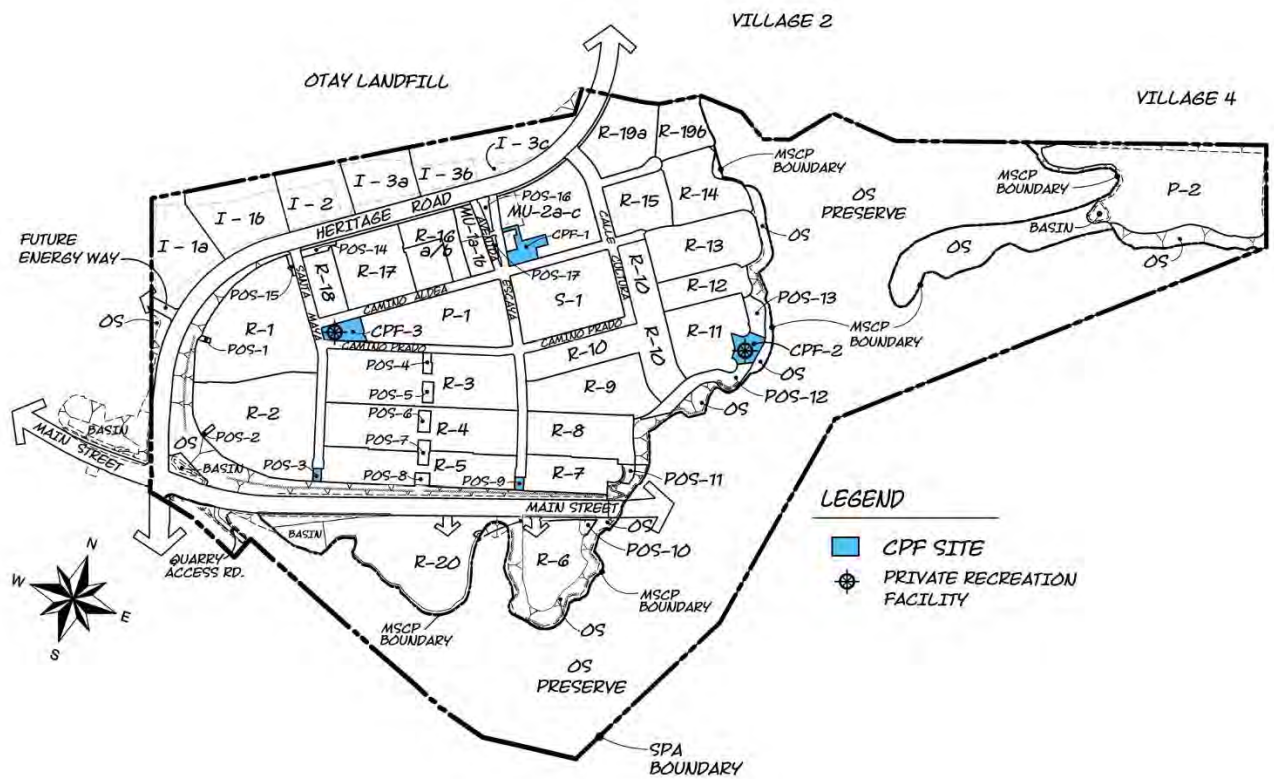 VILLAGE 2
OTAY LANDFILL
VILLAGE 4
I - 3c
R-19a
R-19b
I - 3b
I - 3a
I - 2
I - 1b
I - 1a
HERITAGE ROAD
MSCP
BOUNDARY
OS
PRESERVE
MSCP
BOUNDARY
P-2
BASIN
OS
OS
OS
POS-16
MU-2a-c
R-15
R-14
R-13
R-12
R-11
R-10
R-10
R-10
CALLE
CULTURA
CPF-1
POS-17
AVENIDA
ESCAYA
MU-1a-1b
R-16
a/b
R-17
POS-14
R-18
SANTA
MAYA
POS-15
FUTURE
ENERGY WAY
OS
R-1
POS-1
CAMINO ALDEA
P-1
S-1
CPF-3
CAMINO PRADO
CAMINO PRADO
POS-13
MSCP
BOUNDARY
CPF-2
OS
POS-12
OS
POS-4
R-3
POS-5
R-9
POS-6
R-4
R-8
POS-7
R-2
POS-2
OS
BASIN
MAIN STREET
BASIN
POS-3
POS-8
R-5
POS-9
R-7
POS-11
MAIN STREET
OS
POS-10
QUARRY
ACCESS RD.
BASIN
R-20
R-6
MSCP
BOUNDARY
MSCP
BOUNDARY
OS
OS
PRESERVE
SPA
BOUNDARY
N
W
E
S
LEGEND
CPF SITE
PRIVATE RECREATION
FACILITY